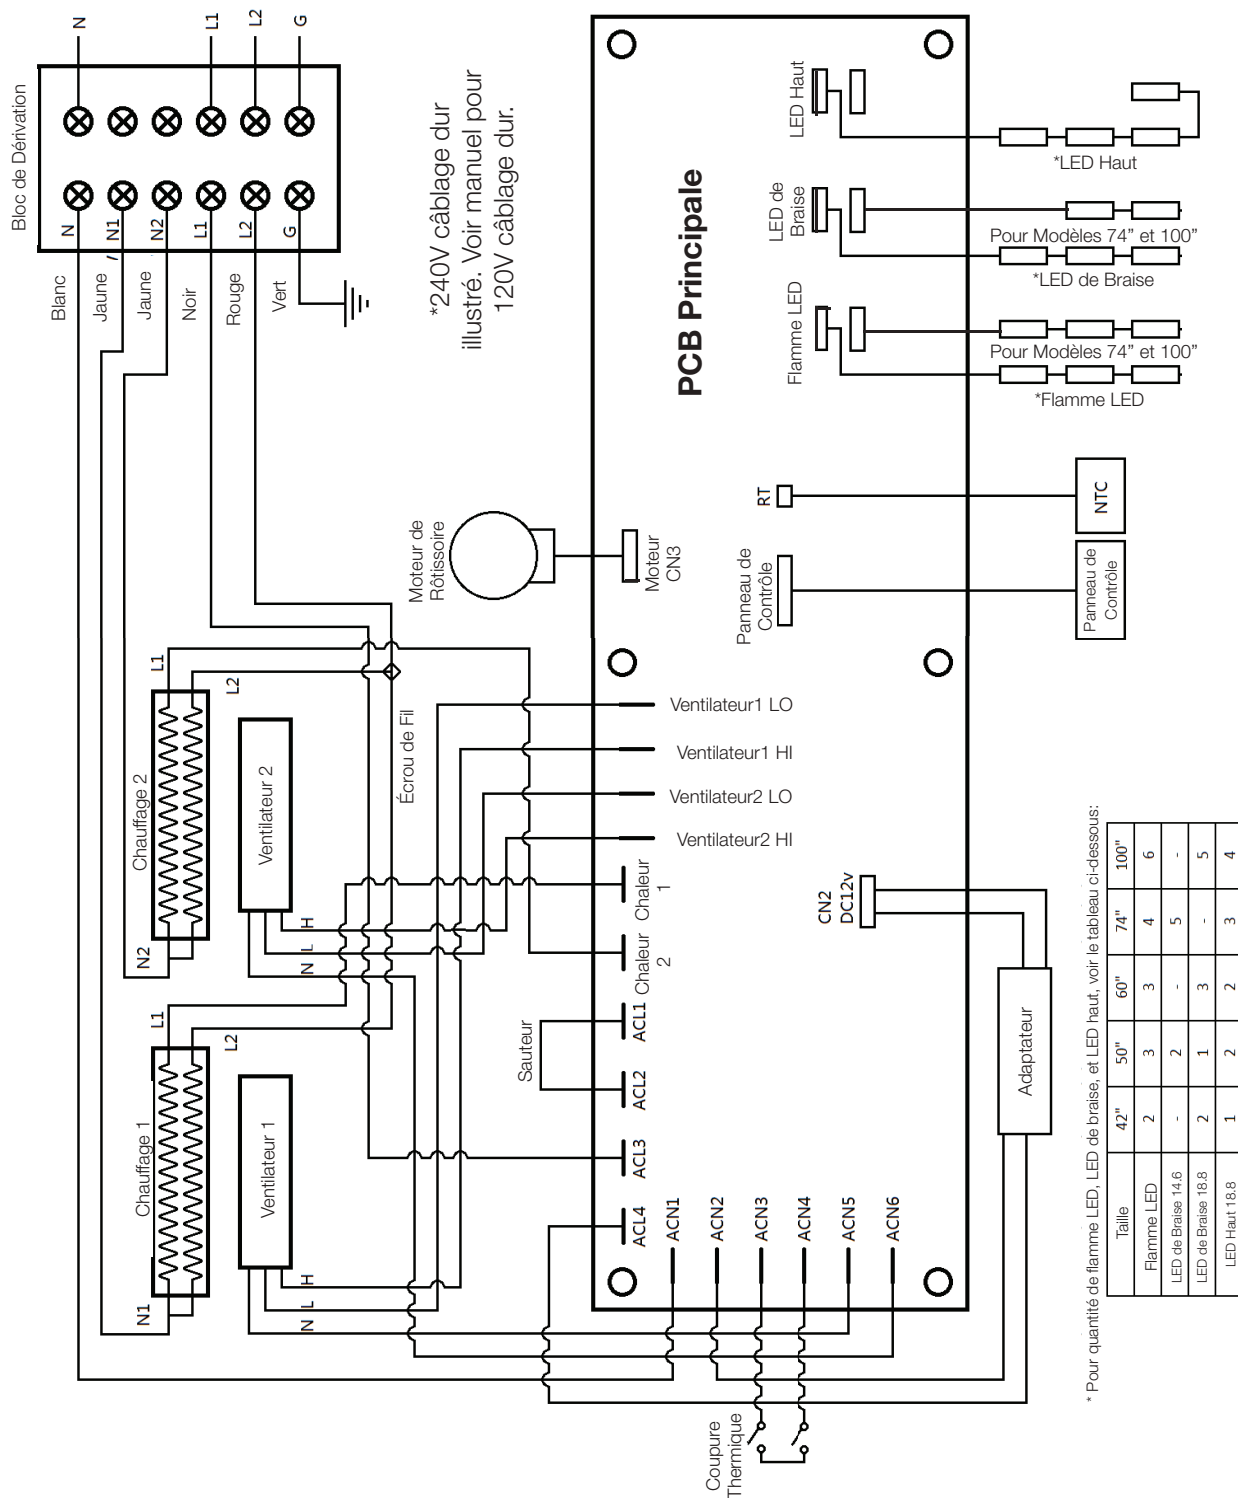 Bloc de Dérivation
N
L1
L2
G
N
N1
N2
L1
L2
G
Blanc
Jaune
Jaune
Noir
Rouge
Vert
*240V câblage dur
illustré. Voir manuel pour
120V câblage dur.
Chauffage 1
N1
L1
L2
Chauffage 2
N2
L1
L2
Ventilateur 1
N
L
H
Ventilateur 2
N
L
H
Écrou de Fil
Moteur de
Rôtissoire
Moteur
CN3
PCB Principale
Ventilateur1 LO
Ventilateur1 HI
Ventilateur2 LO
Ventilateur2 HI
Chaleur
1
Chaleur
2
Sauteur
ACL1
ACL2
ACL3
ACL4
ACN1
ACN2
ACN3
ACN4
ACN5
ACN6
Coupure
Thermique
CN2
DC12v
Adaptateur
Panneau de
Contrôle
Panneau de
Contrôle
RT
NTC
Flamme LED
Pour Modèles 74” et 100”
*Flamme LED
LED de
Braise
Pour Modèles 74” et 100”
*LED de Braise
LED Haut
*LED Haut
* Pour quantité de flamme LED, LED de braise, et LED haut, voir le tableau ci-dessous:
Taille 42" 50" 60" 74" 100"
Flamme LED 2 3 3 4 6
LED de Braise 14.6 - 2 - 5 -
LED de Braise 18.8 2 1 3 - 5
LED Haut 18.8 1 2 2 3 4